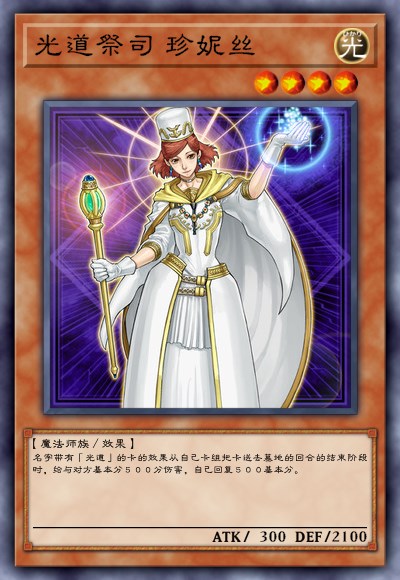 光道祭司 珍妮丝
光
【魔法师族／效果】
名字带有「光道」的卡的效果从自己卡组把卡送去墓地的回合的结束阶段
时，给与对方基本分５００分伤害，自己回复５００基本分。
ATK/ 300 DEF/2100